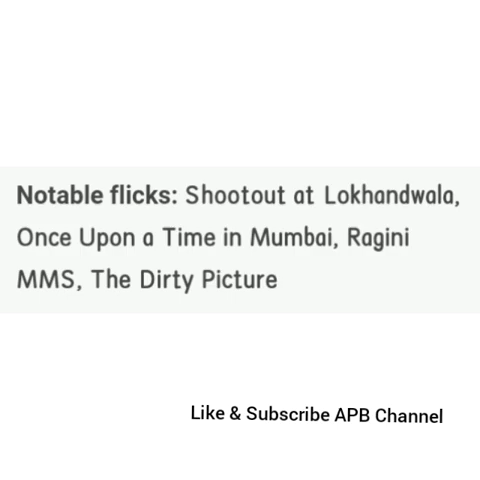 Notable flicks: Shootout at Lokhandwala,
Once Upon a Time in Mumbai, Ragini
MMS, The Dirty Picture
Like & Subscribe APB Channel